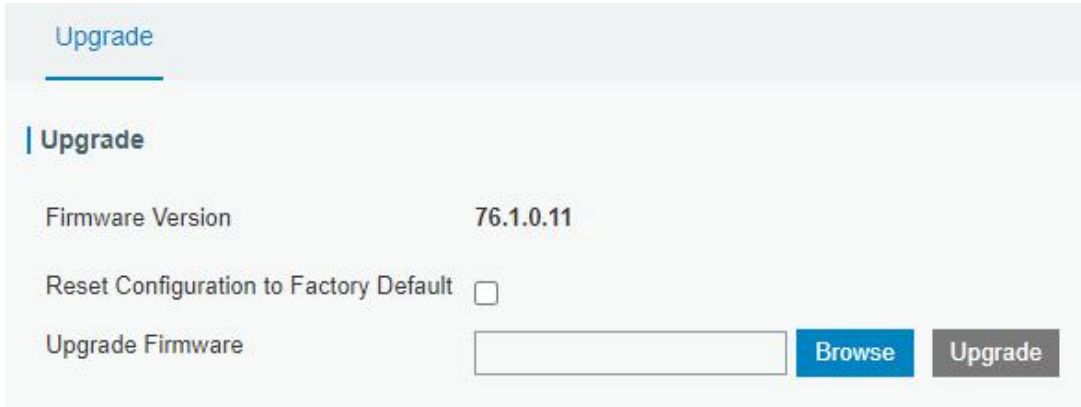 Upgrade
Upgrade
Firmware Version 76.1.0.11
Reset Configuration to Factory Default
Upgrade Firmware Browse Upgrade